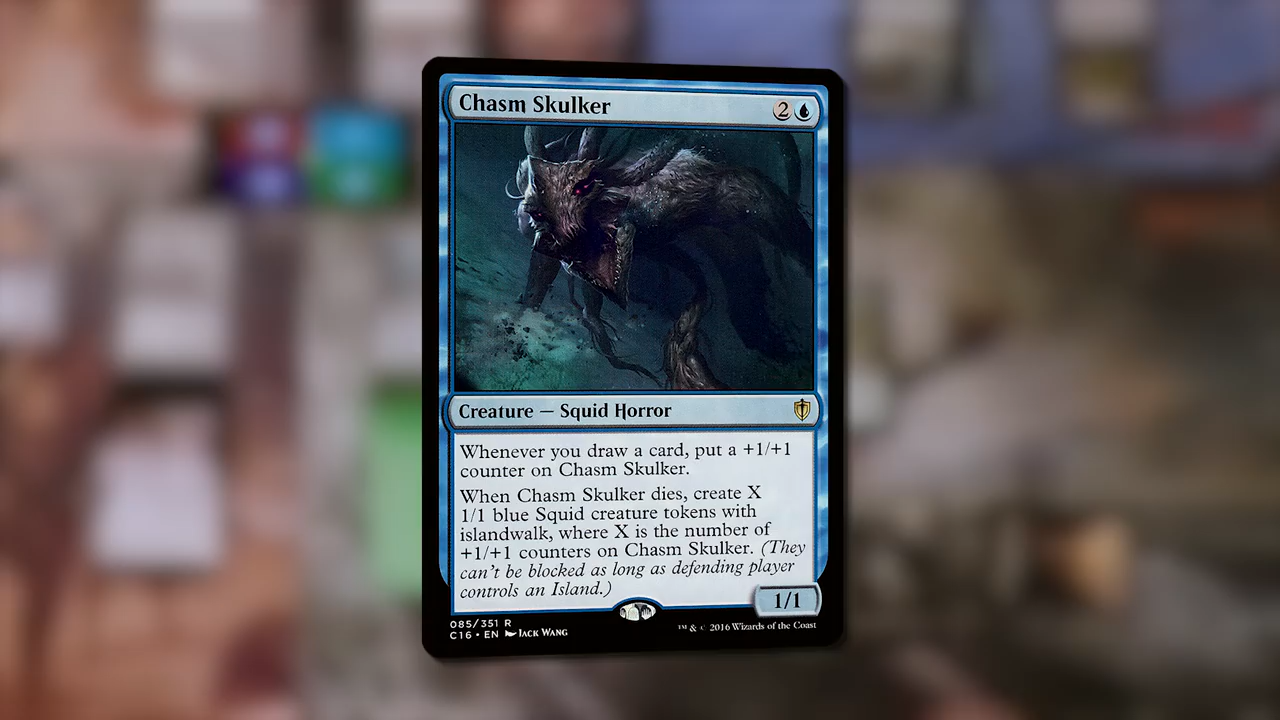 Chasm Skulker
2
Creature — Squid Horror
Whenever you draw a card, put a +1/+1
counter on Chasm Skulker.
When Chasm Skulker dies, create X
1/1 blue Squid creature tokens with
islandwalk, where X is the number of
+1/+1 counters on Chasm Skulker. (They
can't be blocked as long as defending player
controls an Island.)
1/1
085/351 R
C16 • EN Jack Wang
™ & © 2016 Wizards of the Coast